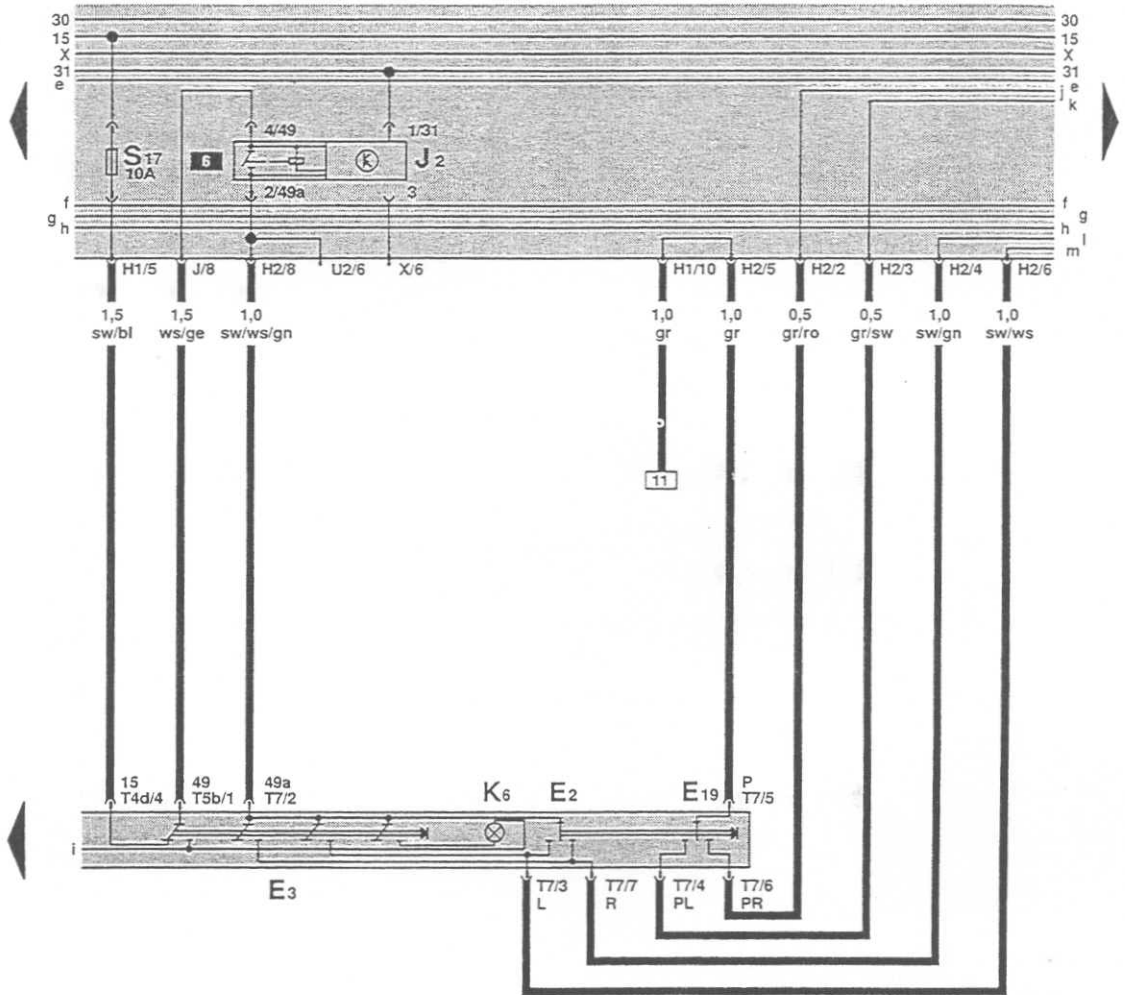 30 30
15 15
X X
31 31
e e
j
k
4/49 1/31
S17 6 J2
10A
2/49a 3
f f
g g
h h
l
m
H1/5 J/8 H2/8 U2/6 X/6 H1/10 H2/5 H2/2 H2/3 H2/4 H2/6
1,5 1,5 1,0 1,0 1,0 0,5 0,5 1,0 1,0
sw/bl ws/ge sw/ws/gn gr gr gr/ro gr/sw sw/gn sw/ws
11
15 49 49a K6 E2 E19 P
T4d/4 T5b/1 T7/2 T7/5
i
E3
T7/3 T7/7 T7/4 T7/6
L R PL PR